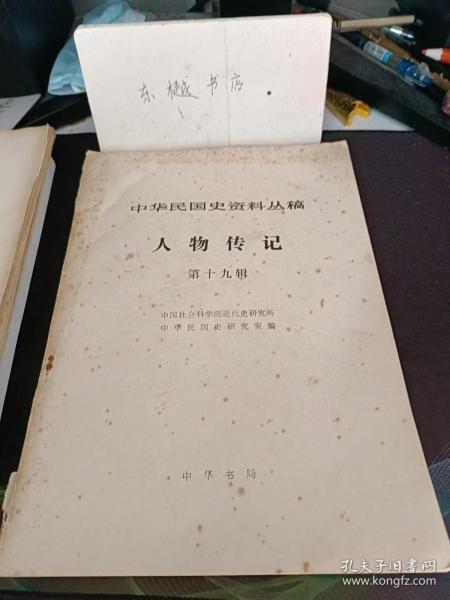 东樾书店
中华民国史资料丛稿
人物传记
第十九辑
中国社会科学院近代史研究所
中华民国史研究室编
中华书局
孔夫子旧书网
www.kongfz.com